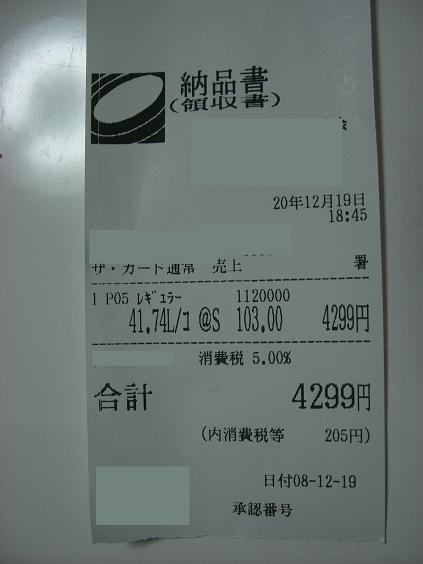 納品書
(領収書)
20年12月19日
18:45
ザ・カード通常 売上 署
1 P05 ﾚｷﾞｭﾗｰ 1120000
41.74L/ｺ @S 103.00 4299円
消費税 5.00%
合計 4299円
(内消費税等 205円)
日付08-12-19
承認番号